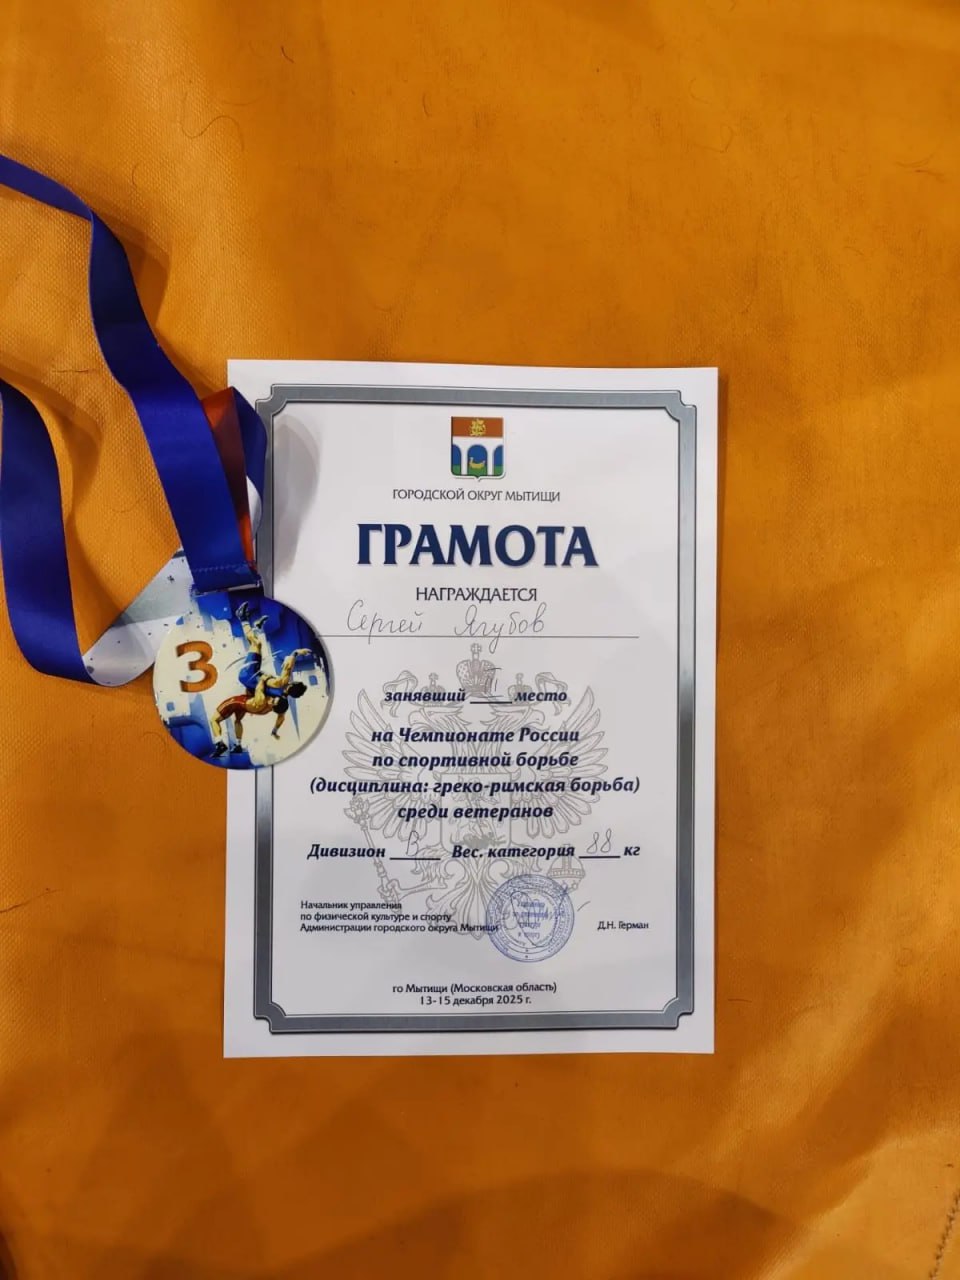 ГОРОДСКОЙ ОКРУГ МЫТИЩИ
ГРАМОТА
НАГРАЖДАЕТСЯ
Сергей Ягубов
занявший III место
на Чемпионате России
по спортивной борьбе
(дисциплина: греко-римская борьба)
среди ветеранов
Дивизион В Вес. категория 88 кг
Начальник управления
по физической культуре и спорту
Администрации городского округа Мытищи Д.Н. Герман
го Мытищи (Московская область)
13-15 декабря 2025 г.
3